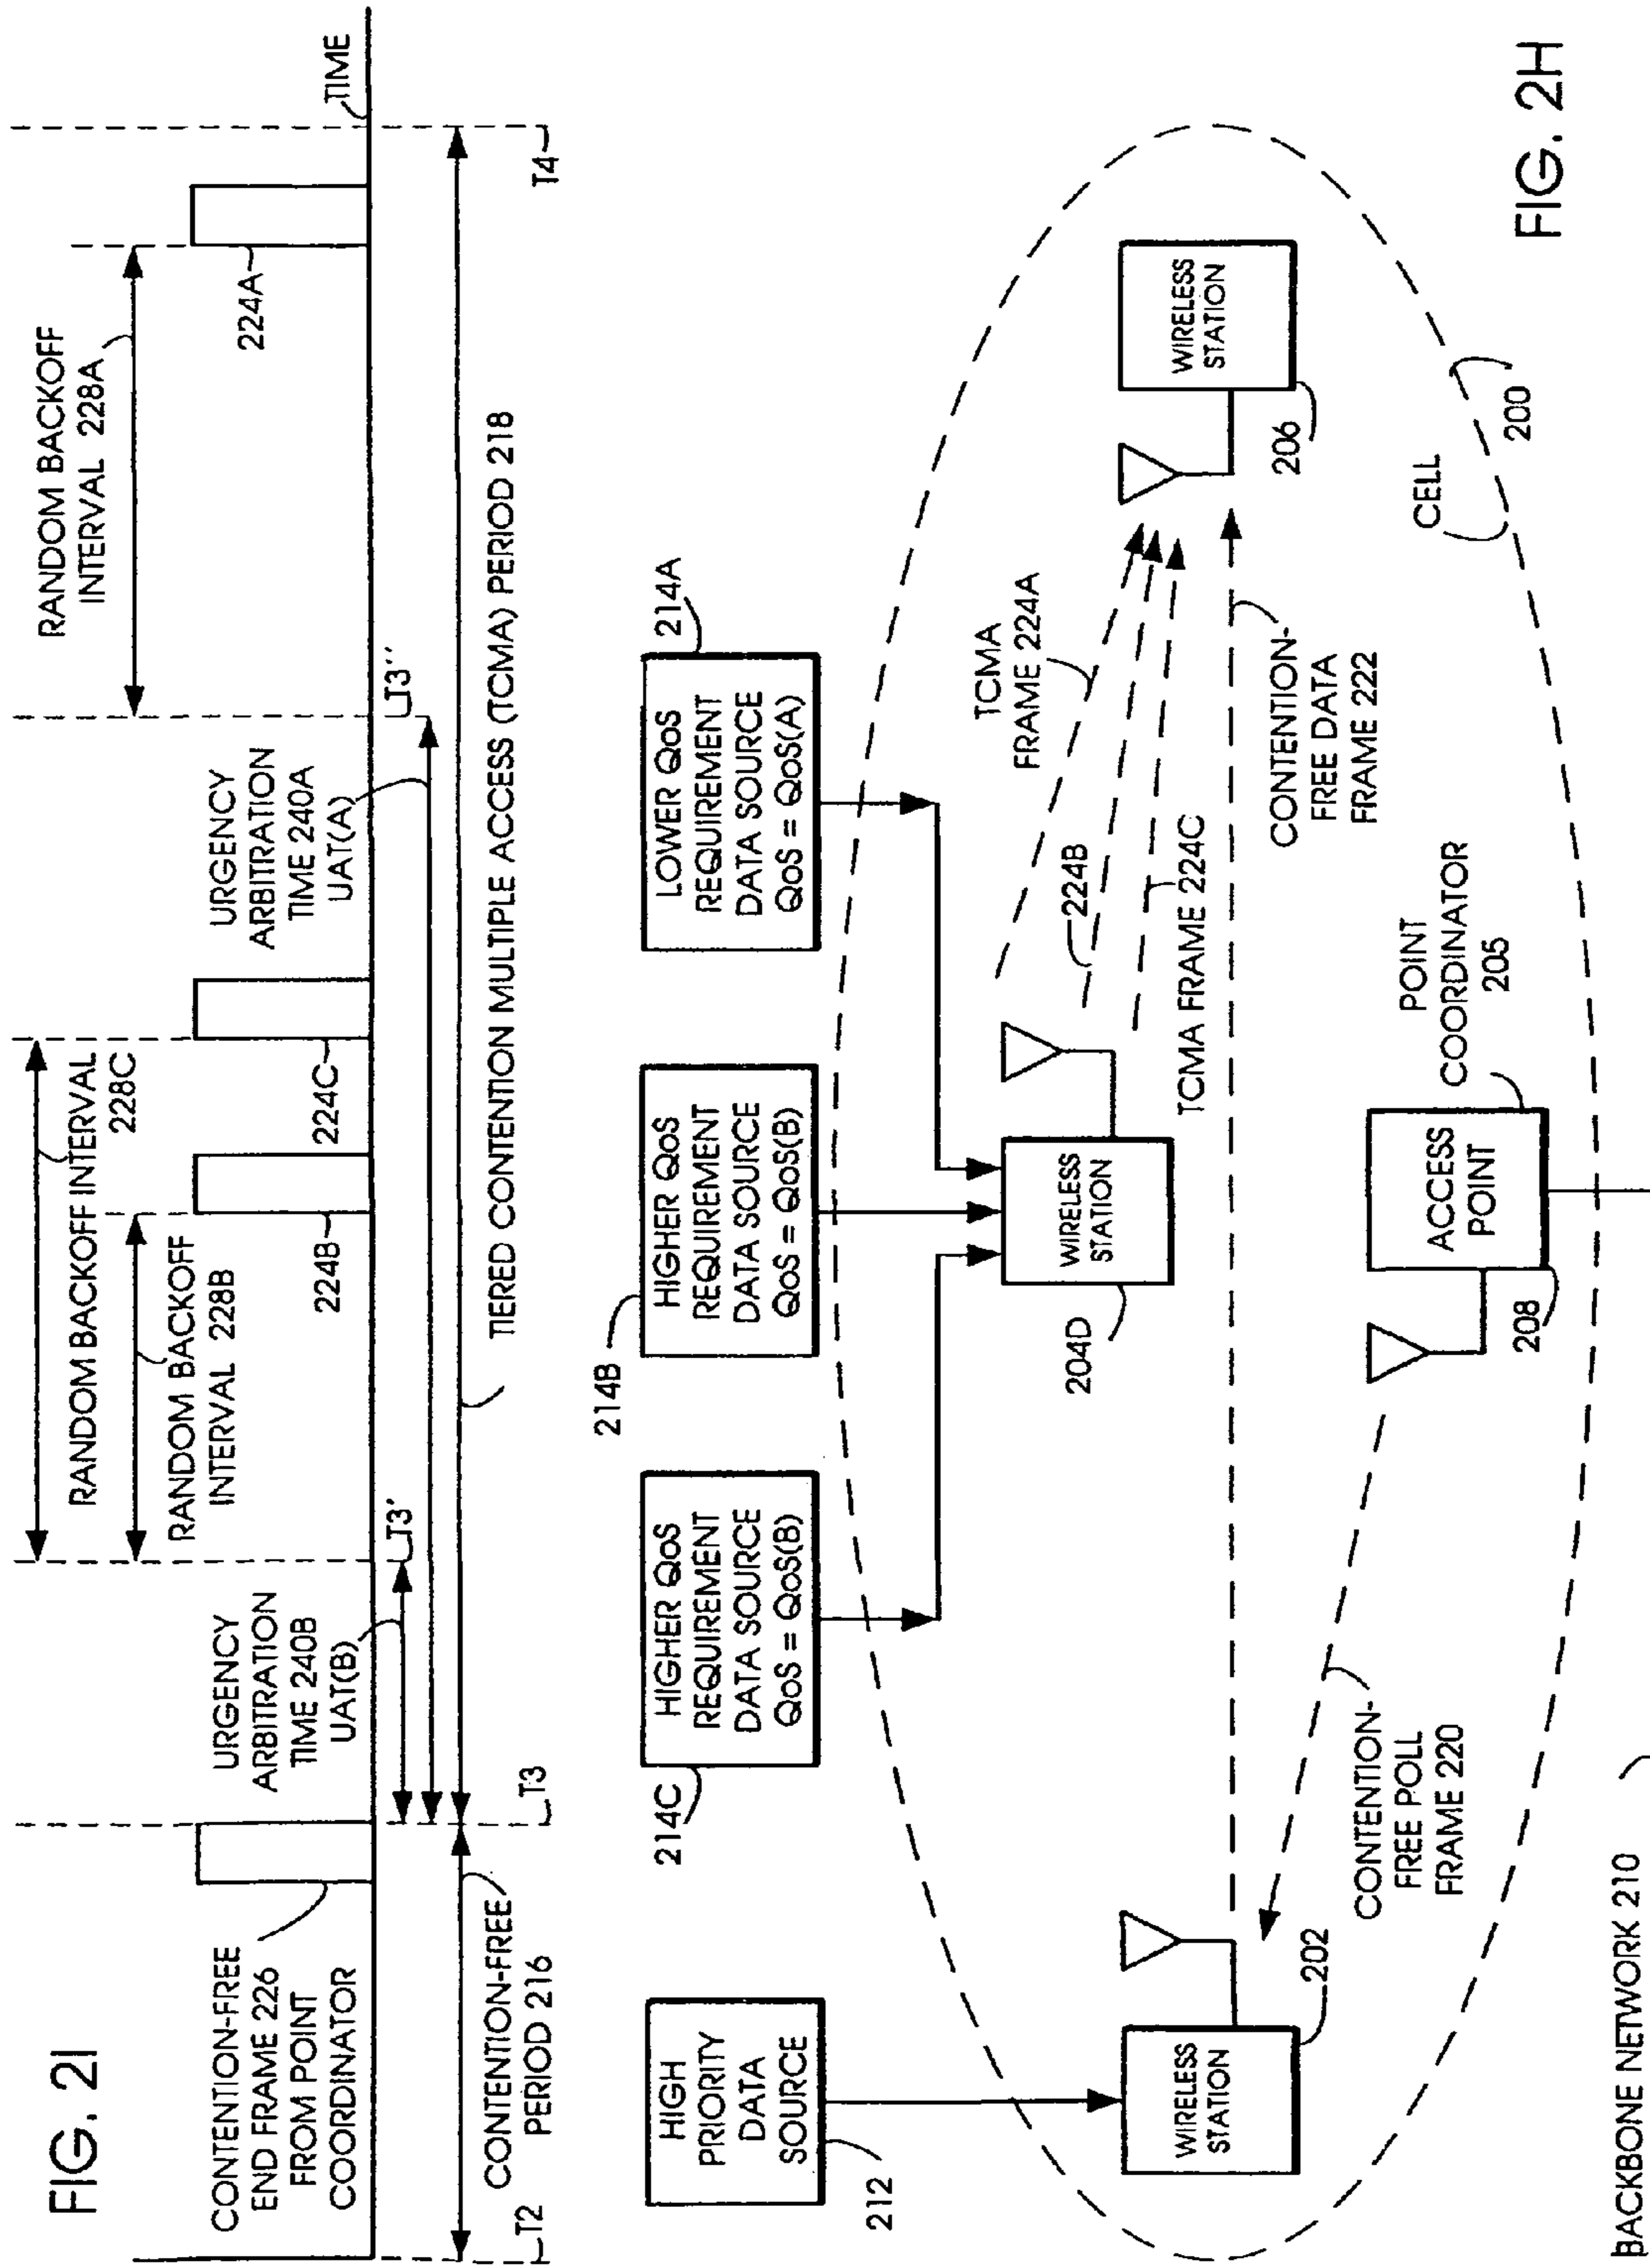 FIG. 2I
CONTENTION-FREE
END FRAME 226
FROM POINT
COORDINATOR
CONTENTION-FREE
PERIOD 216
T2
T3
URGENCY
ARBITRATION
TIME 240B
UAT(B)
T3'
RANDOM BACKOFF INTERVAL
228C
RANDOM BACKOFF
INTERVAL 228B
224B
224C
URGENCY
ARBITRATION
TIME 240A
UAT(A)
T3''
RANDOM BACKOFF
INTERVAL 228A
224A
TIME
T4
TIERED CONTENTION MULTIPLE ACCESS (TCMA) PERIOD 218
HIGH
PRIORITY
DATA
SOURCE
212
HIGHER QoS
REQUIREMENT
DATA SOURCE
QoS = QoS(B)
214C
HIGHER QoS
REQUIREMENT
DATA SOURCE
QoS = QoS(B)
214B
LOWER QoS
REQUIREMENT
DATA SOURCE
QoS = QoS(A)
214A
WIRELESS
STATION
202
WIRELESS
STATION
204D
TCMA
FRAME 224A
224B
TCMA FRAME 224C
WIRELESS
STATION
206
CONTENTION-
FREE DATA
FRAME 222
CONTENTION-
FREE POLL
FRAME 220
ACCESS
POINT
208
POINT
COORDINATOR
205
CELL
200
BACKBONE NETWORK 210
FIG. 2H